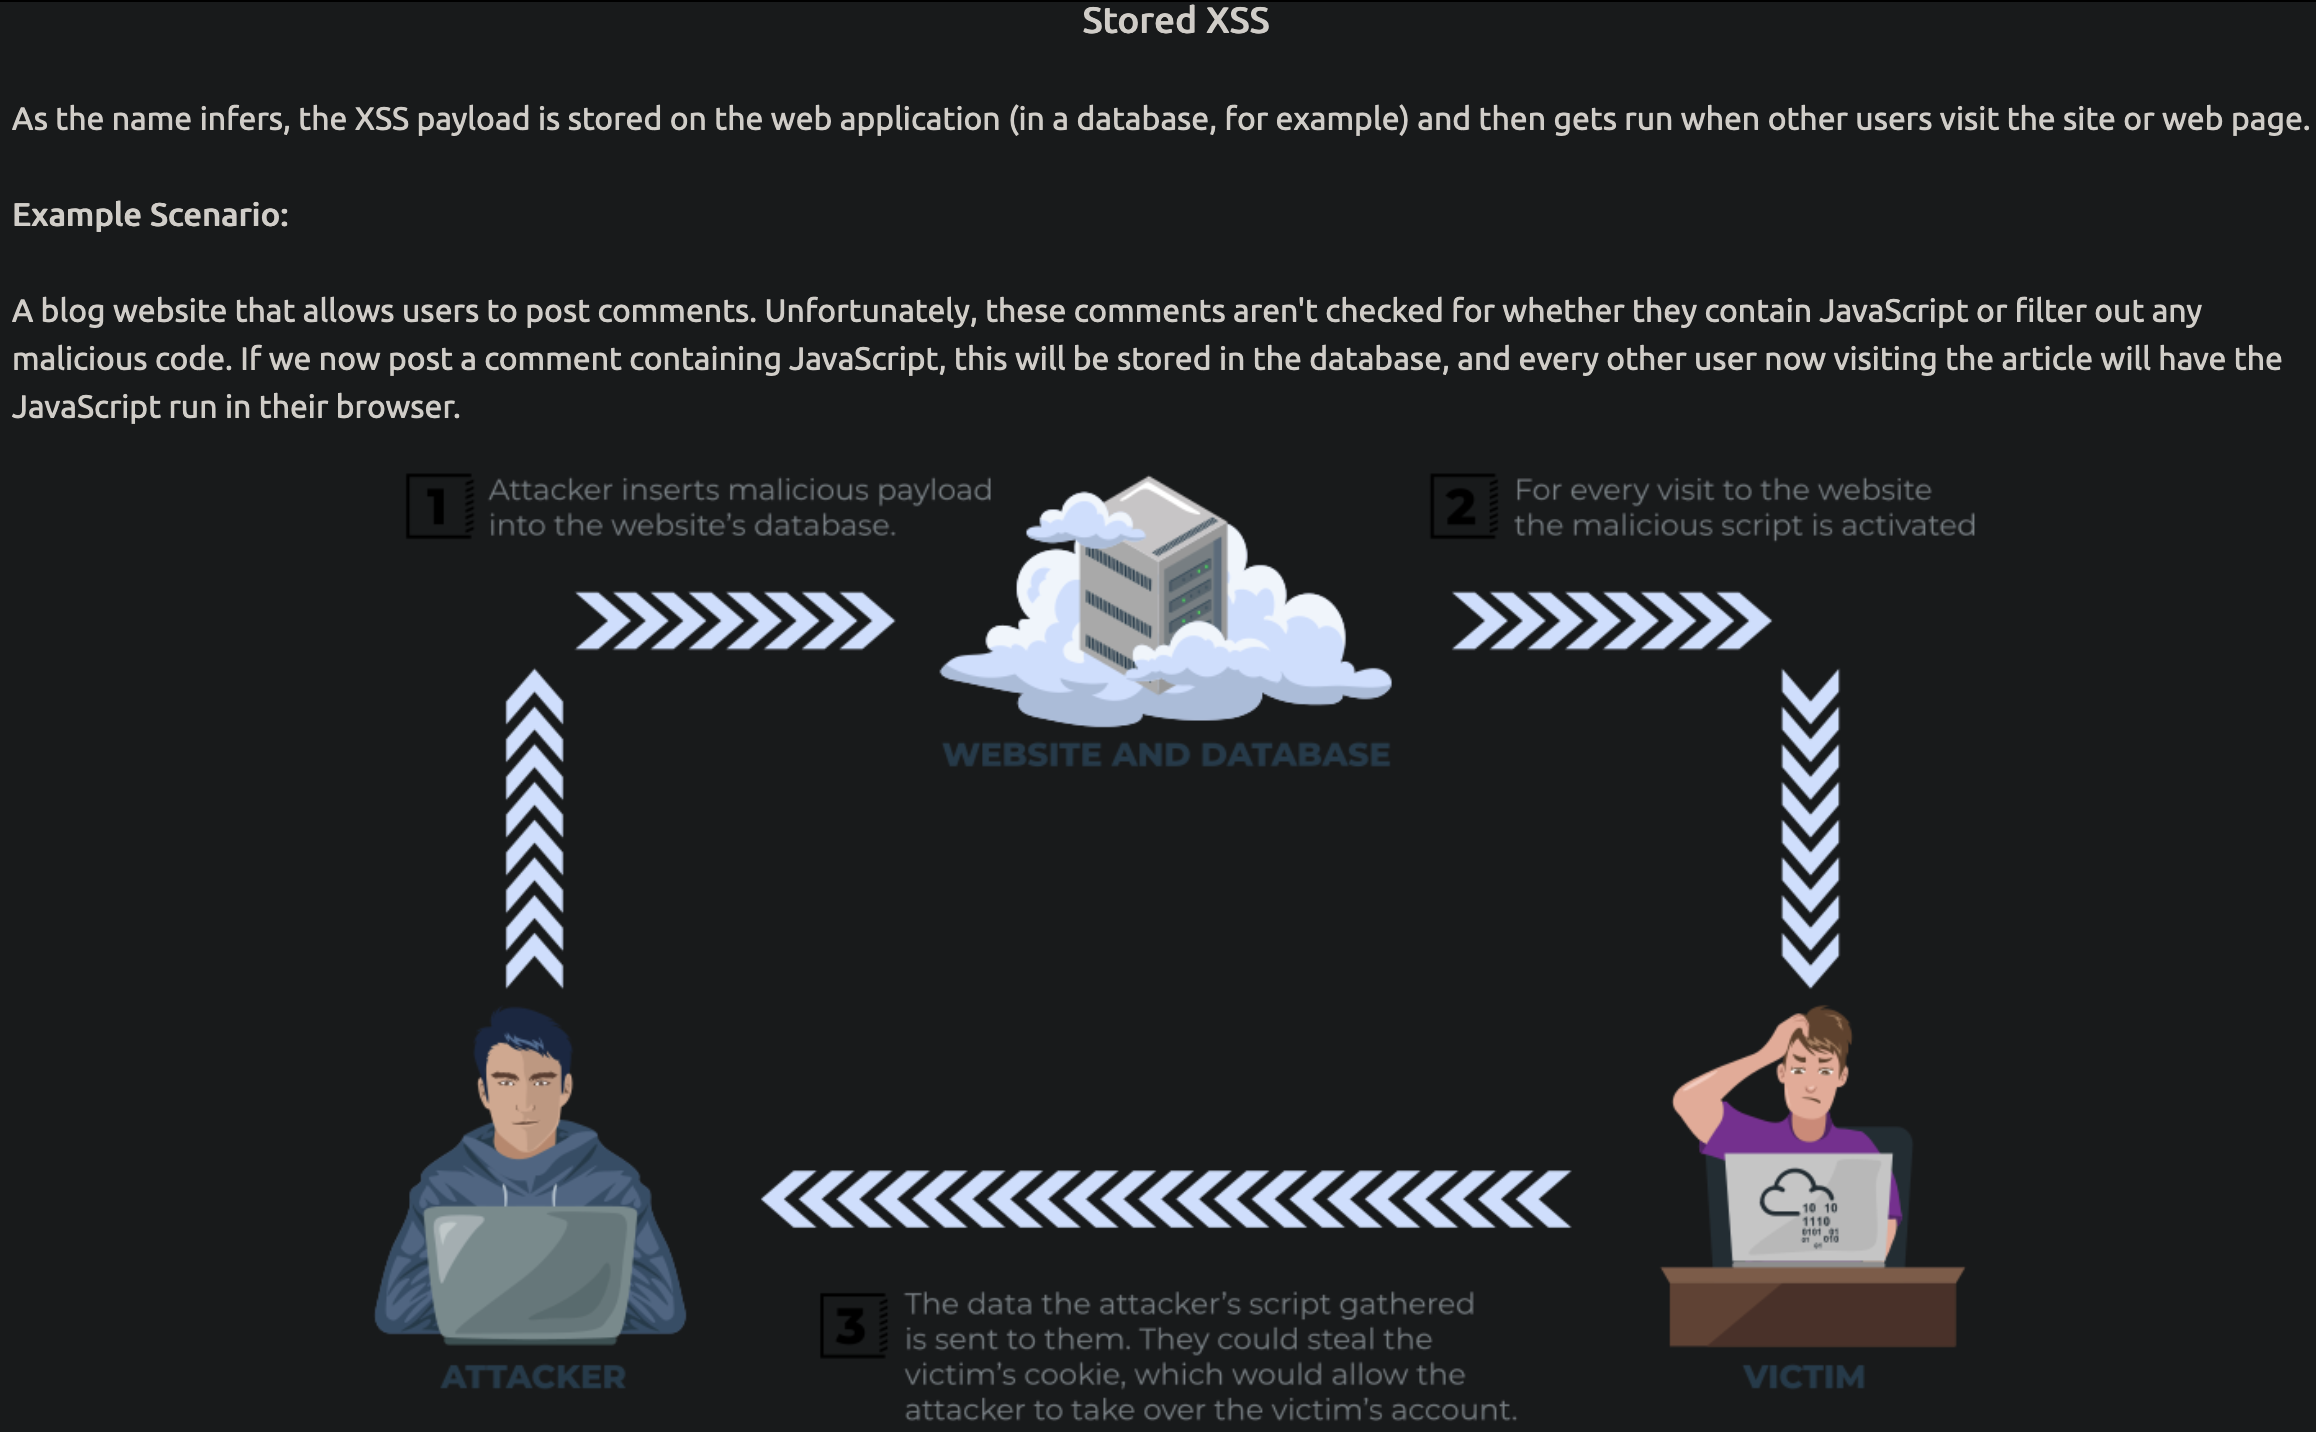 Stored XSS
As the name infers, the XSS payload is stored on the web application (in a database, for example) and then gets run when other users visit the site or web page.
Example Scenario:
A blog website that allows users to post comments. Unfortunately, these comments aren't checked for whether they contain JavaScript or filter out any
malicious code. If we now post a comment containing JavaScript, this will be stored in the database, and every other user now visiting the article will have the
JavaScript run in their browser.
1
Attacker inserts malicious payload
into the website's database.
2
For every visit to the website
the malicious script is activated
WEBSITE AND DATABASE
10 10
1110
0101 01
01 010
01
3
The data the attacker's script gathered
is sent to them. They could steal the
victim's cookie, which would allow the
attacker to take over the victim's account.
ATTACKER
VICTIM